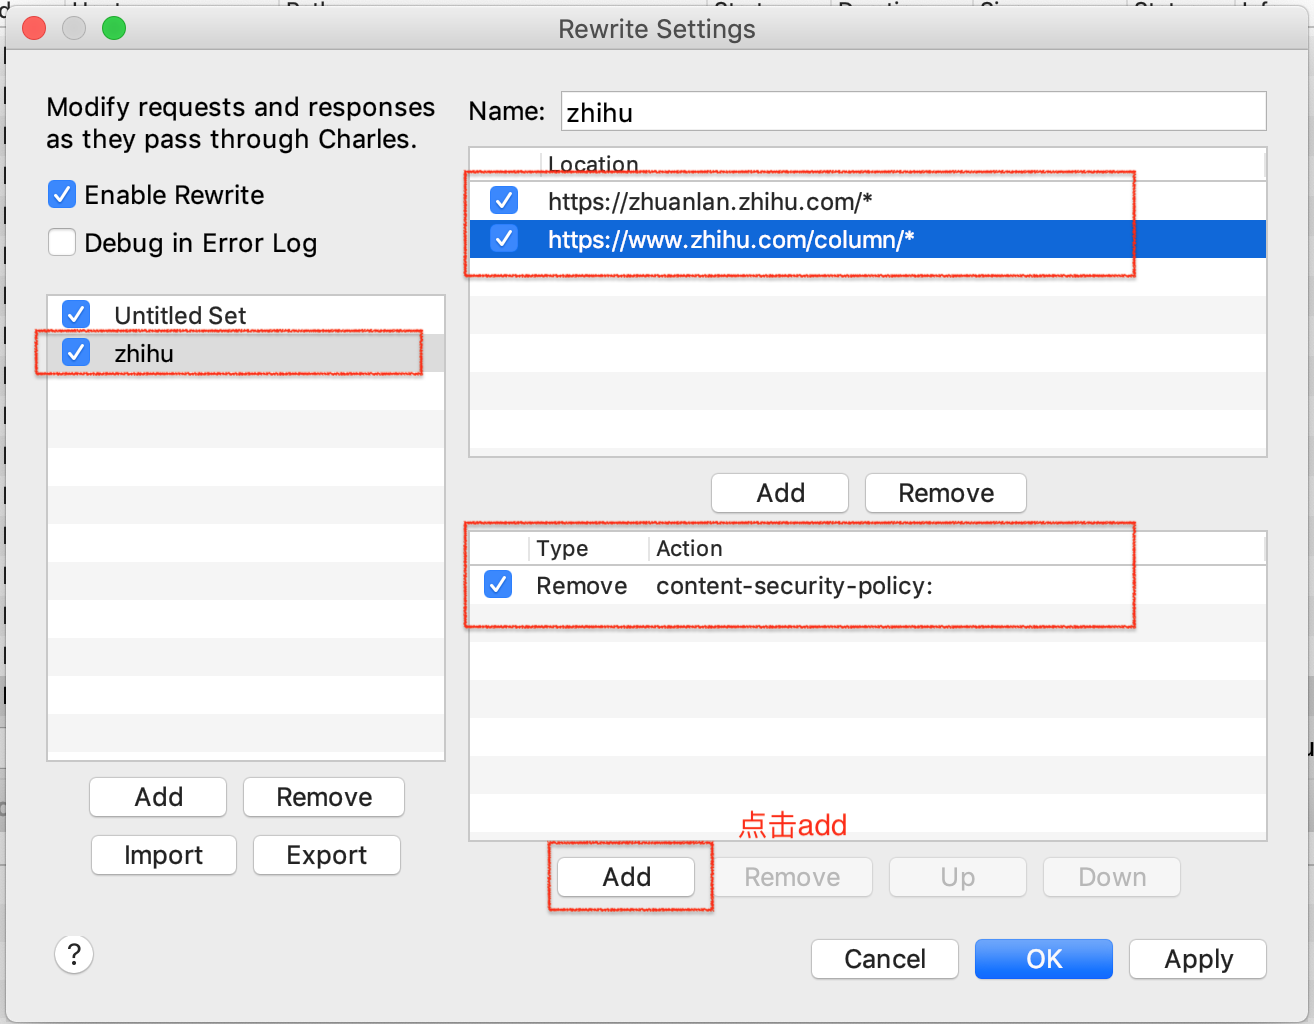 Rewrite Settings
Modify requests and responses
as they pass through Charles.
Enable Rewrite
Debug in Error Log
Untitled Set
zhihu
Add
Remove
Import
Export
Name:
zhihu
Location
https://zhuanlan.zhihu.com/*
https://www.zhihu.com/column/*
Add
Remove
Type
Action
Remove
content-security-policy:
点击add
Add
Remove
Up
Down
?
Cancel
OK
Apply